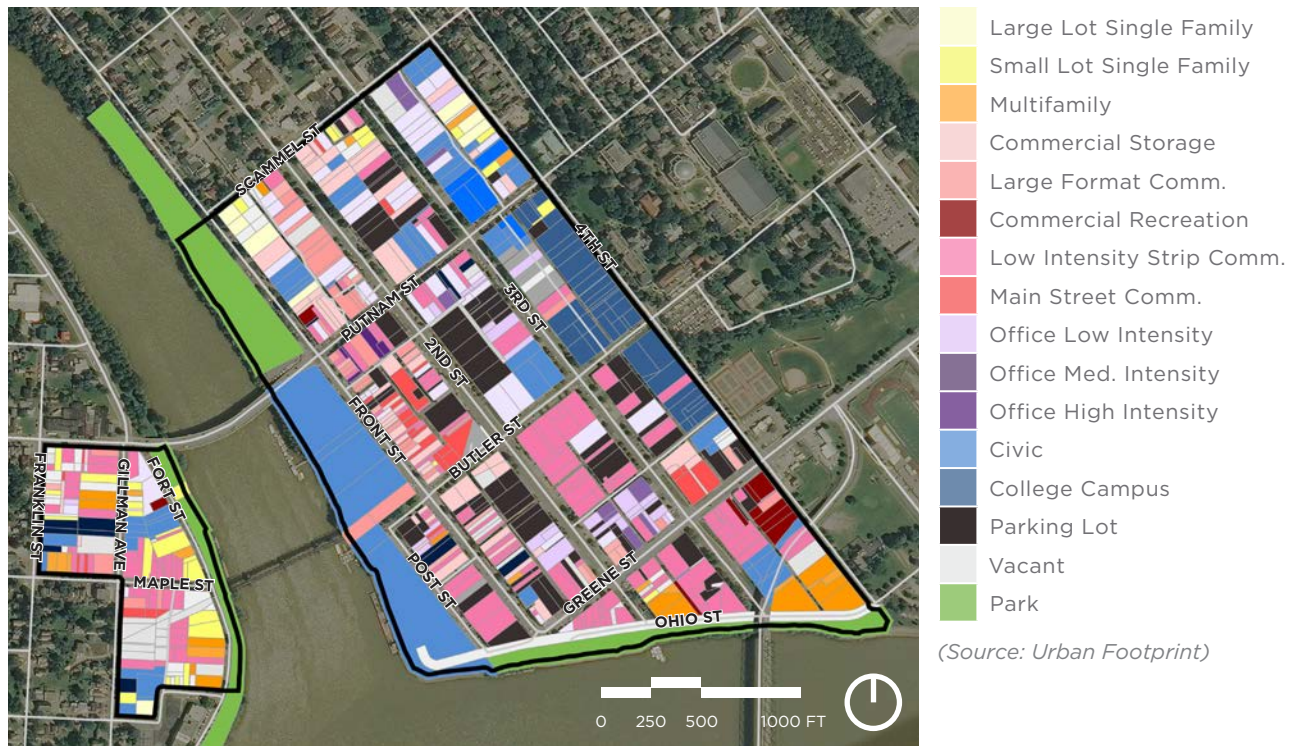 SCAMMEL ST
4TH ST
PUTNAM ST
3RD ST
2ND ST
FRONT ST
BUTLER ST
FRANKLIN ST
GILLMAN AVE
FORT ST
MAPLE ST
POST ST
GREENE ST
OHIO ST
0 250 500 1000 FT
Large Lot Single Family
Small Lot Single Family
Multifamily
Commercial Storage
Large Format Comm.
Commercial Recreation
Low Intensity Strip Comm.
Main Street Comm.
Office Low Intensity
Office Med. Intensity
Office High Intensity
Civic
College Campus
Parking Lot
Vacant
Park
(Source: Urban Footprint)